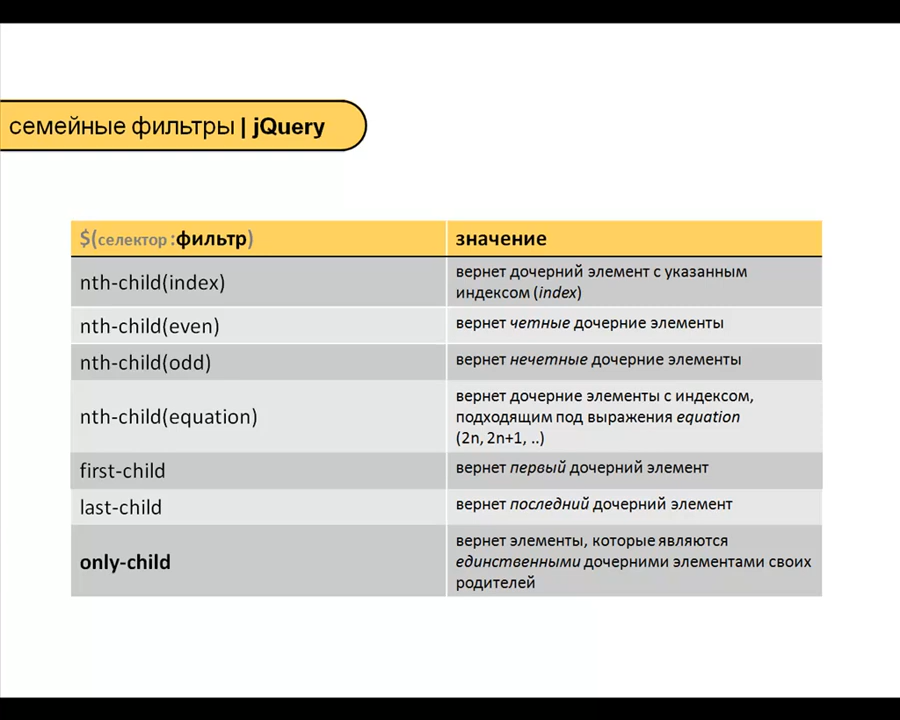 семейные фильтры | jQuery
$(селектор :фильтр)
значение
nth-child(index)
вернет дочерний элемент с указанным
индексом (index)
nth-child(even)
вернет четные дочерние элементы
nth-child(odd)
вернет нечетные дочерние элементы
nth-child(equation)
вернет дочерние элементы с индексом,
подходящим под выражения equation
(2n, 2n+1, ..)
first-child
вернет первый дочерний элемент
last-child
вернет последний дочерний элемент
only-child
вернет элементы, которые являются
единственными дочерними элементами своих
родителей